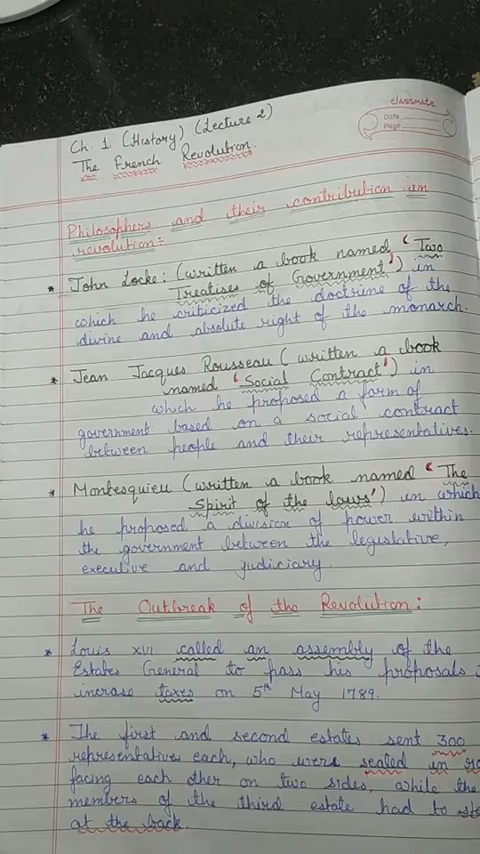 classmate
Date
Page
Ch. 1 (History) (Lecture 2)
The French Revolution.
Philosophers and their contribution in
revolution:-
* John Locke: (written a book named 'Two
Treatises of Government') in
which he criticized the doctrine of the
divine and absolute right of the monarch.
* Jean Jacques Rousseau (written a book
named 'Social Contract') in
which he proposed a form of
government based on a social contract
between people and their representatives.
* Montesquieu (written a book named 'The
Spirit of the laws') in which
he proposed a division of power within
the government between the legislative,
executive and judiciary.
The Outbreak of the Revolution:
* Louis XVI called an assembly of the
Estates General to pass his proposals
increase taxes on 5th May 1789.
* The first and second estates sent 300
representative each, who were sealed in
facing each other on two sides, while the
members of the third estate had to
at the back.